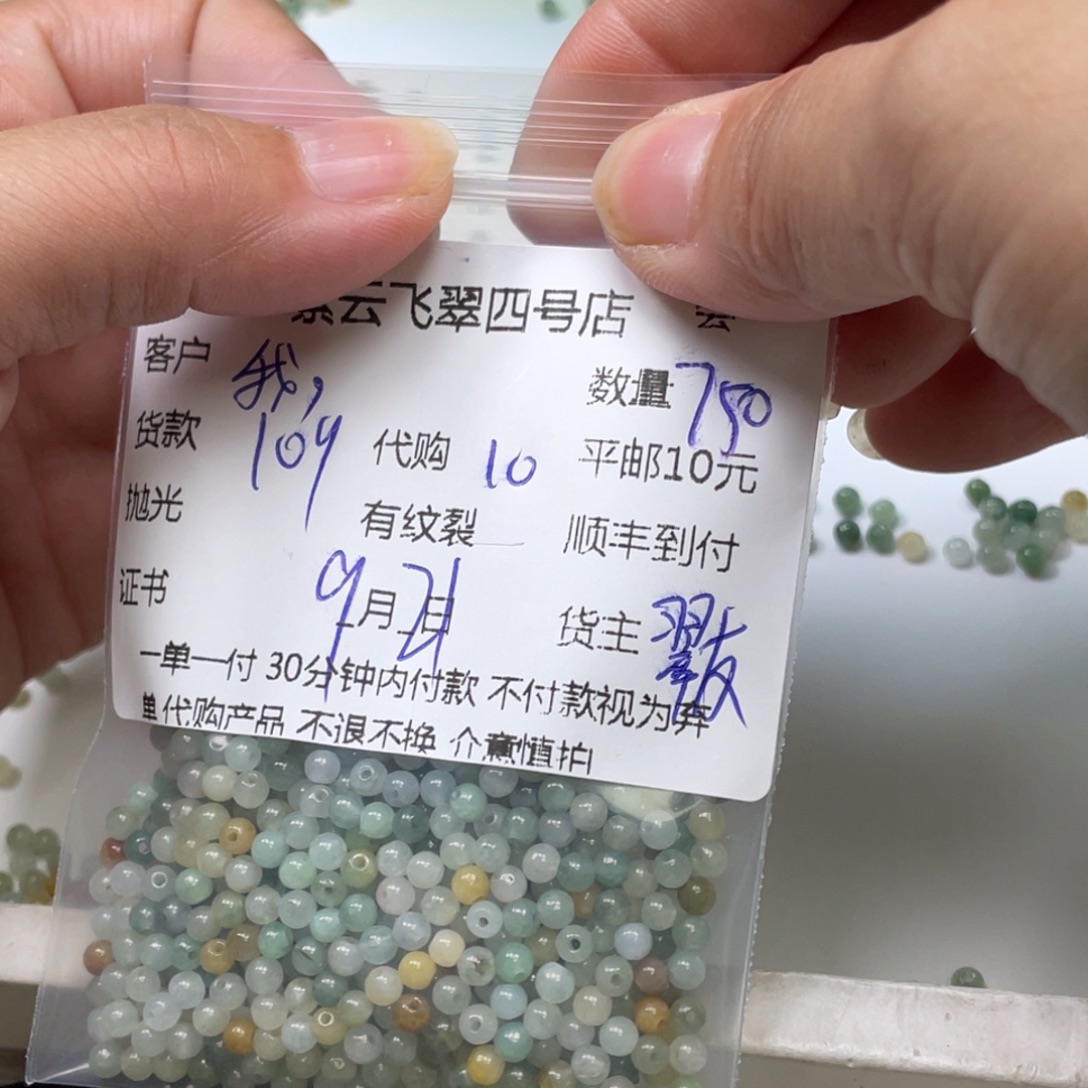 紫云飞翠四号店
客户 我, 数量 750
货款 109 代购 10 平邮10元
抛光 有纹裂 顺丰到付
证书 9月21日 货主 翠友
一单一付 30分钟内付款 不付款视为弃
单代购产品 不退不换 介意慎拍